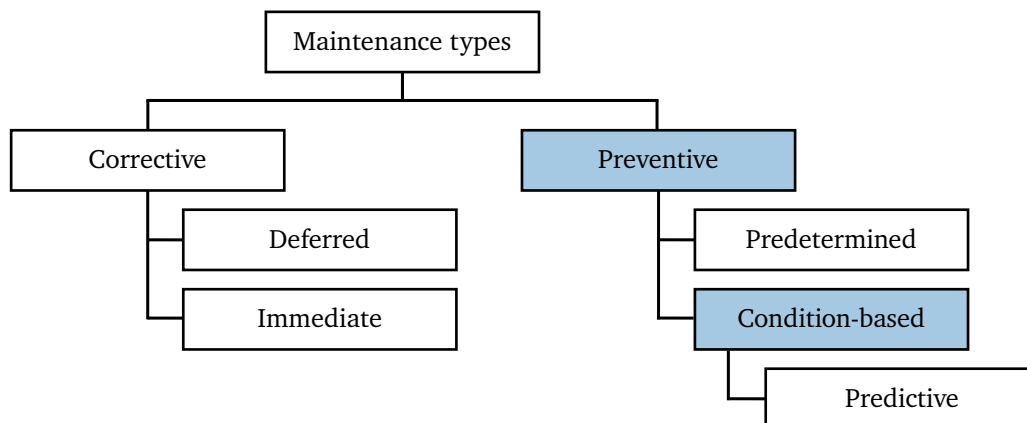 Maintenance types
Corrective
Preventive
Deferred
Predetermined
Immediate
Condition-based
Predictive